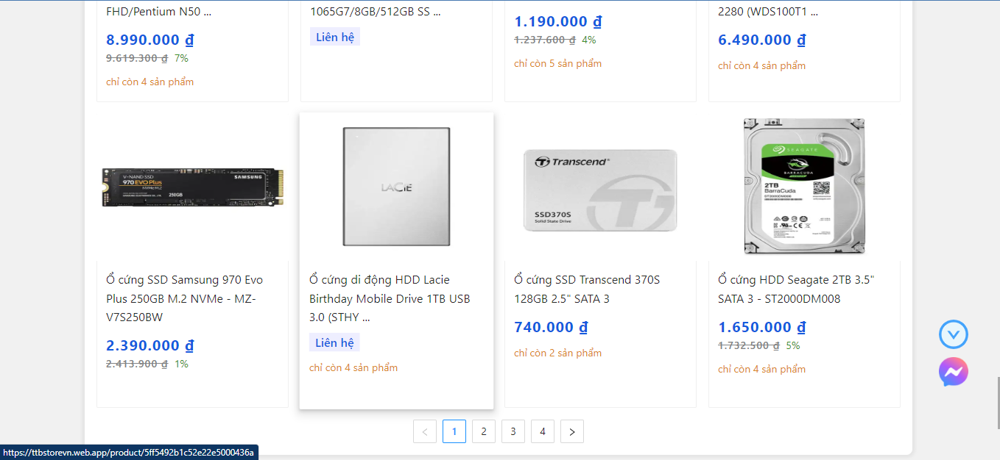 FHD/Pentium N50 ...
8.990.000 ₫
9.619.300 ₫ 7%
chỉ còn 4 sản phẩm
1065G7/8GB/512GB SS ...
Liên hệ
1.190.000 ₫
1.237.600 ₫ 4%
chỉ còn 5 sản phẩm
2280 (WDS100T1 ...
6.490.000 ₫
chỉ còn 4 sản phẩm
V-NAND SSD
970 EVO Plus
NVMe M.2
SAMSUNG
250GB
Ổ cứng SSD Samsung 970 Evo
Plus 250GB M.2 NVMe - MZ-
V7S250BW
2.390.000 ₫
2.413.900 ₫ 1%
LACIE
Ổ cứng di động HDD Lacie
Birthday Mobile Drive 1TB USB
3.0 (STHY ...
Liên hệ
chỉ còn 4 sản phẩm
Transcend®
SSD370S
Solid State Drive
Ổ cứng SSD Transcend 370S
128GB 2.5" SATA 3
740.000 ₫
chỉ còn 2 sản phẩm
SEAGATE
BARRACUDA
2TB
BarraCuda
ST2000DM008
Ổ cứng HDD Seagate 2TB 3.5"
SATA 3 - ST2000DM008
1.650.000 ₫
1.732.500 ₫ 5%
chỉ còn 4 sản phẩm
< 1 2 3 4 >
https://ttbstorevn.web.app/product/5ff5492b1c52e22e5000436a